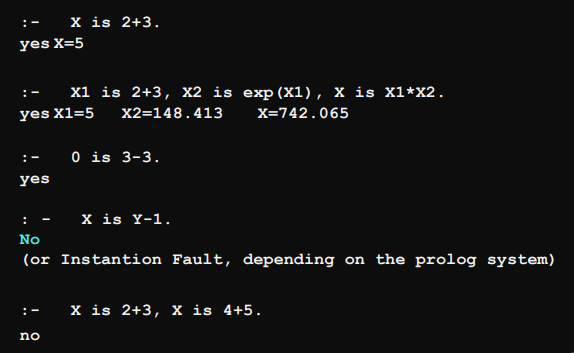 :- X is 2+3.
yes X=5
:- X1 is 2+3, X2 is exp(X1), X is X1*X2.
yes X1=5 X2=148.413 X=742.065
:- 0 is 3-3.
yes
: - X is Y-1.
No
(or Instantion Fault, depending on the prolog system)
:- X is 2+3, X is 4+5.
no